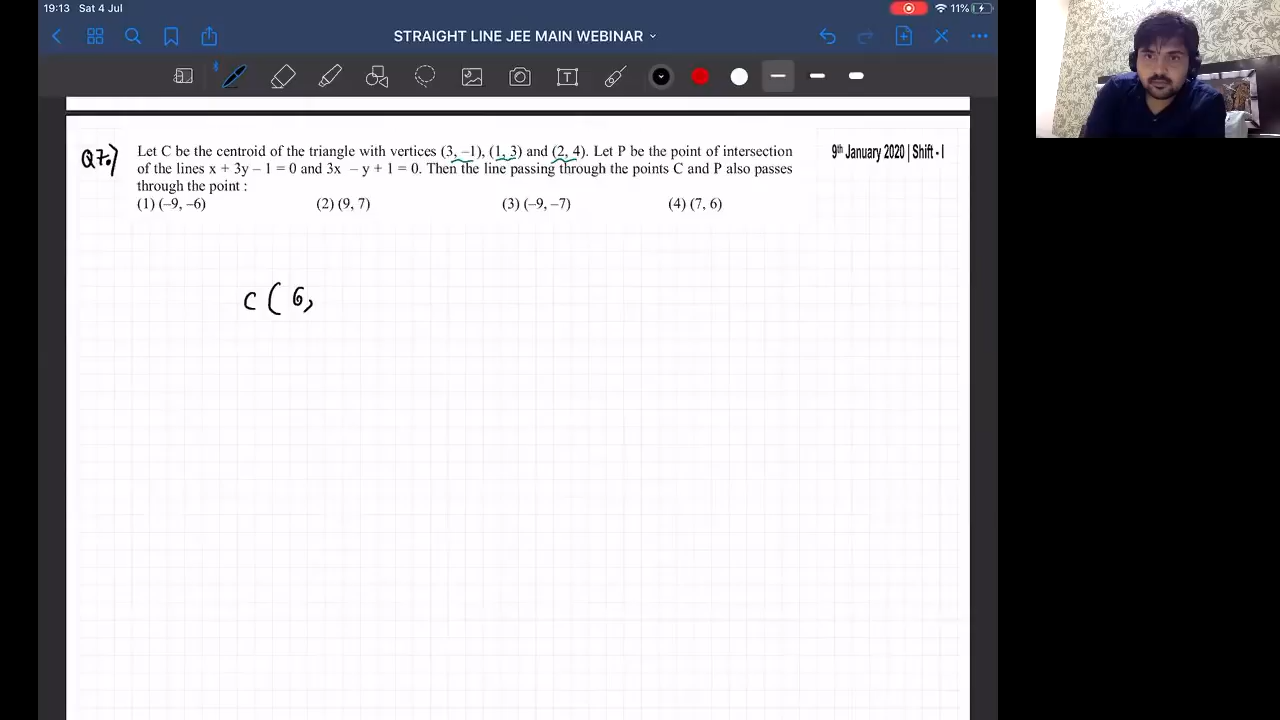 19:13 Sat 4 Jul
11%
STRAIGHT LINE JEE MAIN WEBINAR
T
Q7.) Let C be the centroid of the triangle with vertices (3, –1), (1, 3) and (2, 4). Let P be the point of intersection
9th January 2020 | Shift - I
of the lines x + 3y – 1 = 0 and 3x – y + 1 = 0. Then the line passing through the points C and P also passes
through the point :
(1) (–9, –6) (2) (9, 7) (3) (–9, –7) (4) (7, 6)
C ( 6,